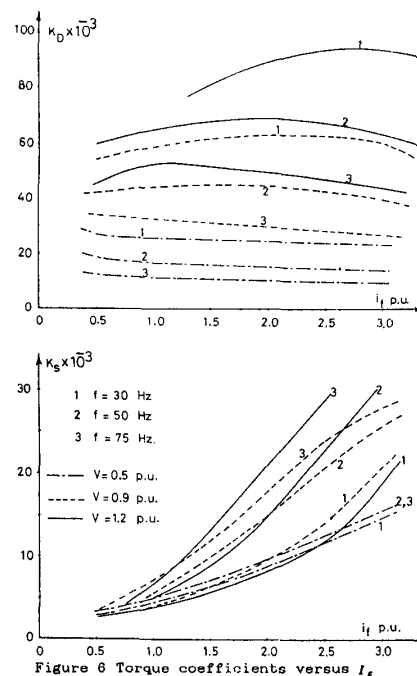 K_D x10^-3
100
80
60
40
20
0
1
2
1
3
2
3
1
2
3
i_f p.u.
0 0.5 1.0 1.5 2.0 2.5 3.0
K_S x10^-3
30
20
10
0
1 f = 30 Hz
2 f = 50 Hz
3 f = 75 Hz.
V=0.5 p.u.
V=0.9 p.u.
V=1.2 p.u.
3
2
3
2
1
1
2,3
1
i_f p.u.
0 0.5 1.0 1.5 2.0 2.5 3.0
Figure 6 Torque coefficients versus I_f